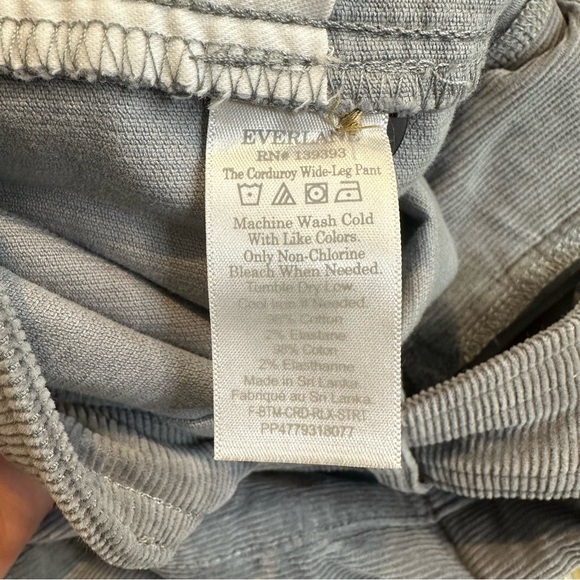 EVERLANE
RN# 139393
The Corduroy Wide-Leg Pant
Machine Wash Cold
With Like Colors.
Only Non-Chlorine
Bleach When Needed.
Tumble Dry Low.
Cool Iron If Needed.
98% Cotton
2% Elastane
98% Coton
2% Elasthanne
Made in Sri Lanka
Fabriqué au Sri Lanka.
F-BTM-CRD-RLX-STRT
PP4779318077